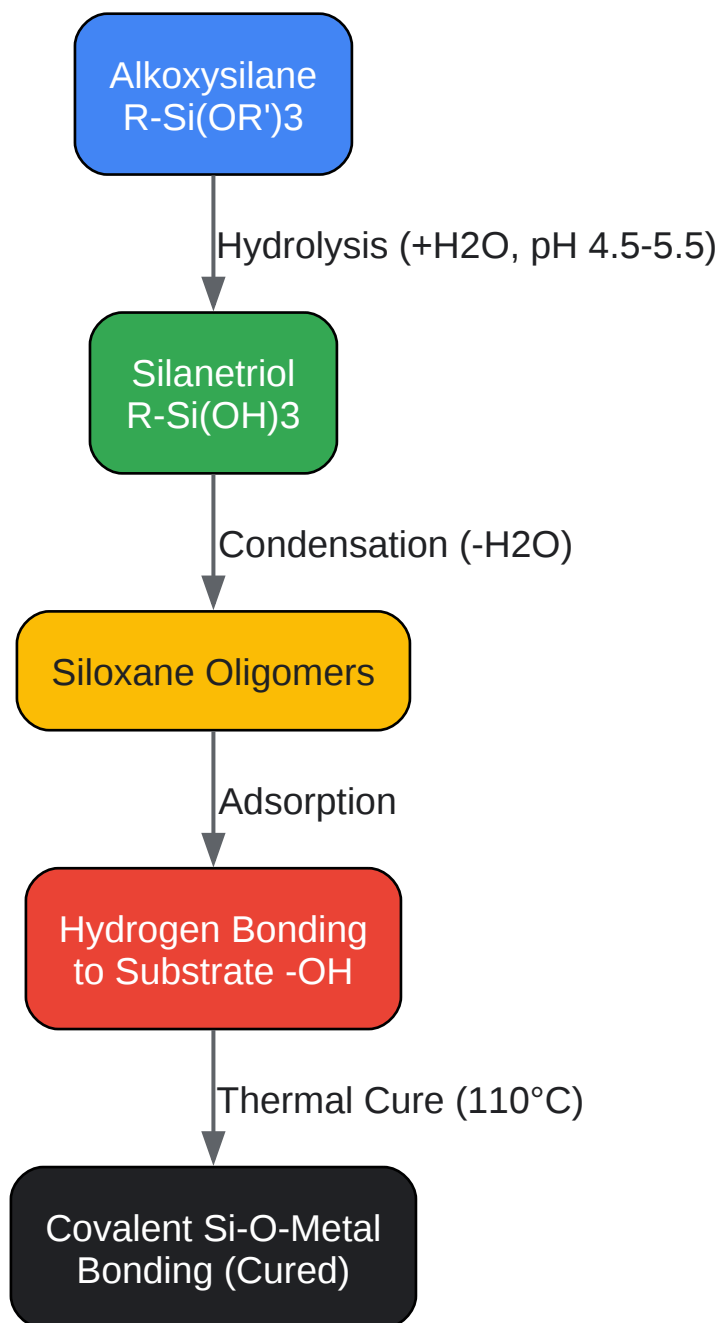 Alkoxysilane
R-Si(OR')3
Hydrolysis (+H2O, pH 4.5-5.5)
Silanetriol
R-Si(OH)3
Condensation (-H2O)
Siloxane Oligomers
Adsorption
Hydrogen Bonding
to Substrate -OH
Thermal Cure (110°C)
Covalent Si-O-Metal
Bonding (Cured)